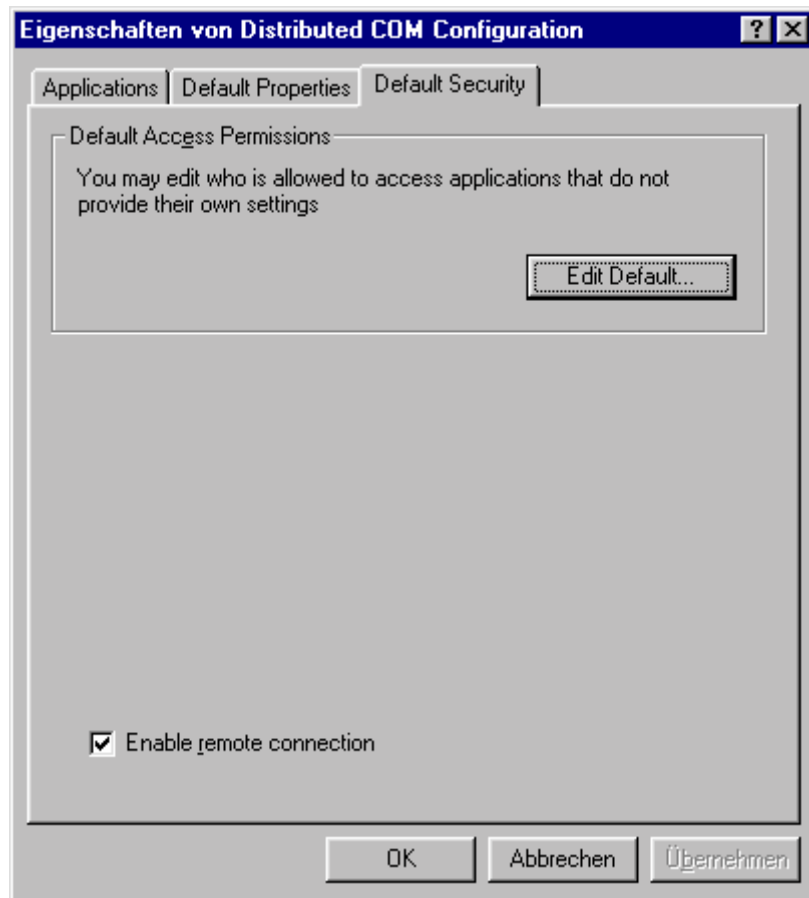 Eigenschaften von Distributed COM Configuration
Applications Default Properties Default Security
Default Access Permissions
You may edit who is allowed to access applications that do not
provide their own settings
Edit Default...
Enable remote connection
OK Abbrechen Übernehmen